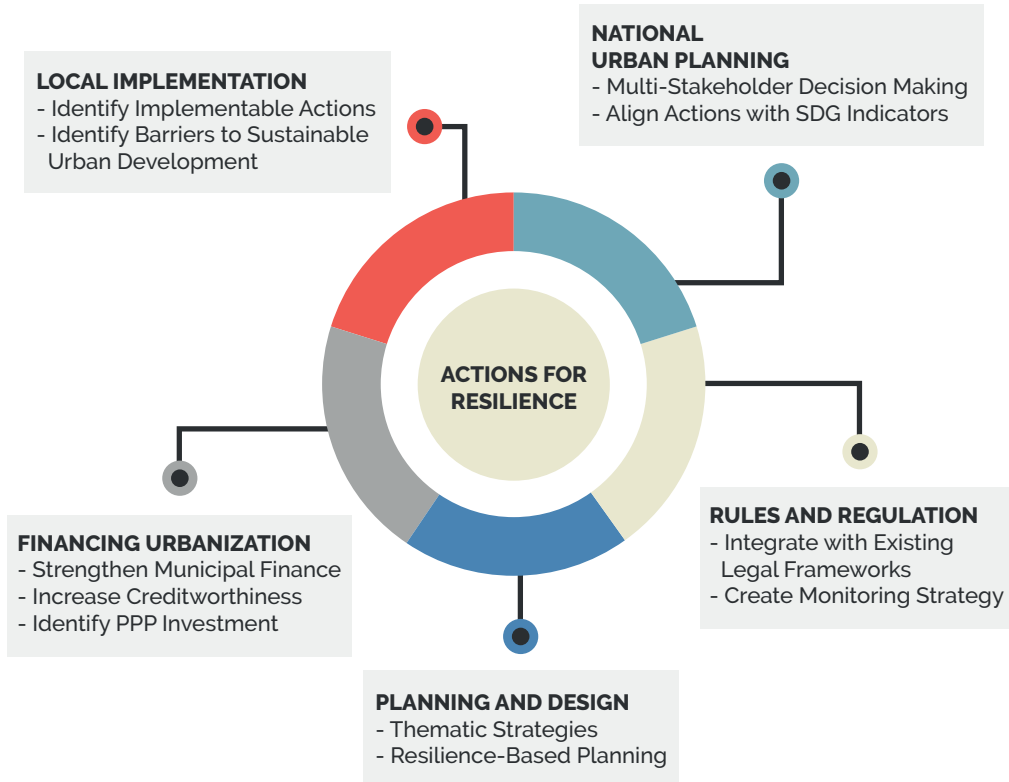 LOCAL IMPLEMENTATION
- Identify Implementable Actions
- Identify Barriers to Sustainable
Urban Development
NATIONAL
URBAN PLANNING
- Multi-Stakeholder Decision Making
- Align Actions with SDG Indicators
ACTIONS FOR
RESILIENCE
RULES AND REGULATION
- Integrate with Existing
Legal Frameworks
- Create Monitoring Strategy
FINANCING URBANIZATION
- Strengthen Municipal Finance
- Increase Creditworthiness
- Identify PPP Investment
PLANNING AND DESIGN
- Thematic Strategies
- Resilience-Based Planning